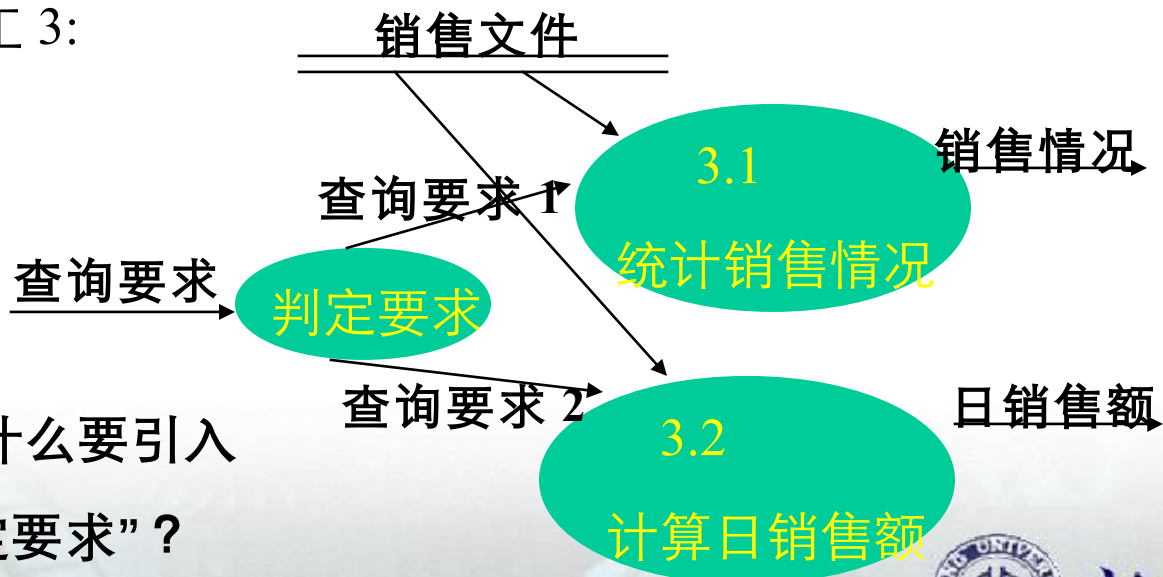 工 3:
销售文件
3.1
销售情况
查询要求 1
统计销售情况
查询要求
判定要求
查询要求 2
日销售额
3.2
什么要引入
定要求”？
计算日销售额